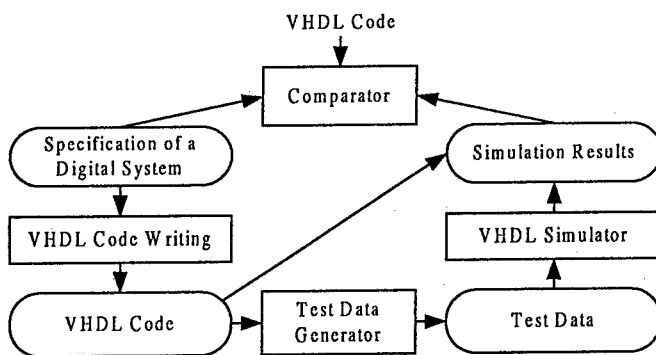 VHDL Code
Comparator
Specification of a
Digital System
Simulation Results
VHDL Code Writing
VHDL Simulator
VHDL Code
Test Data
Generator
Test Data